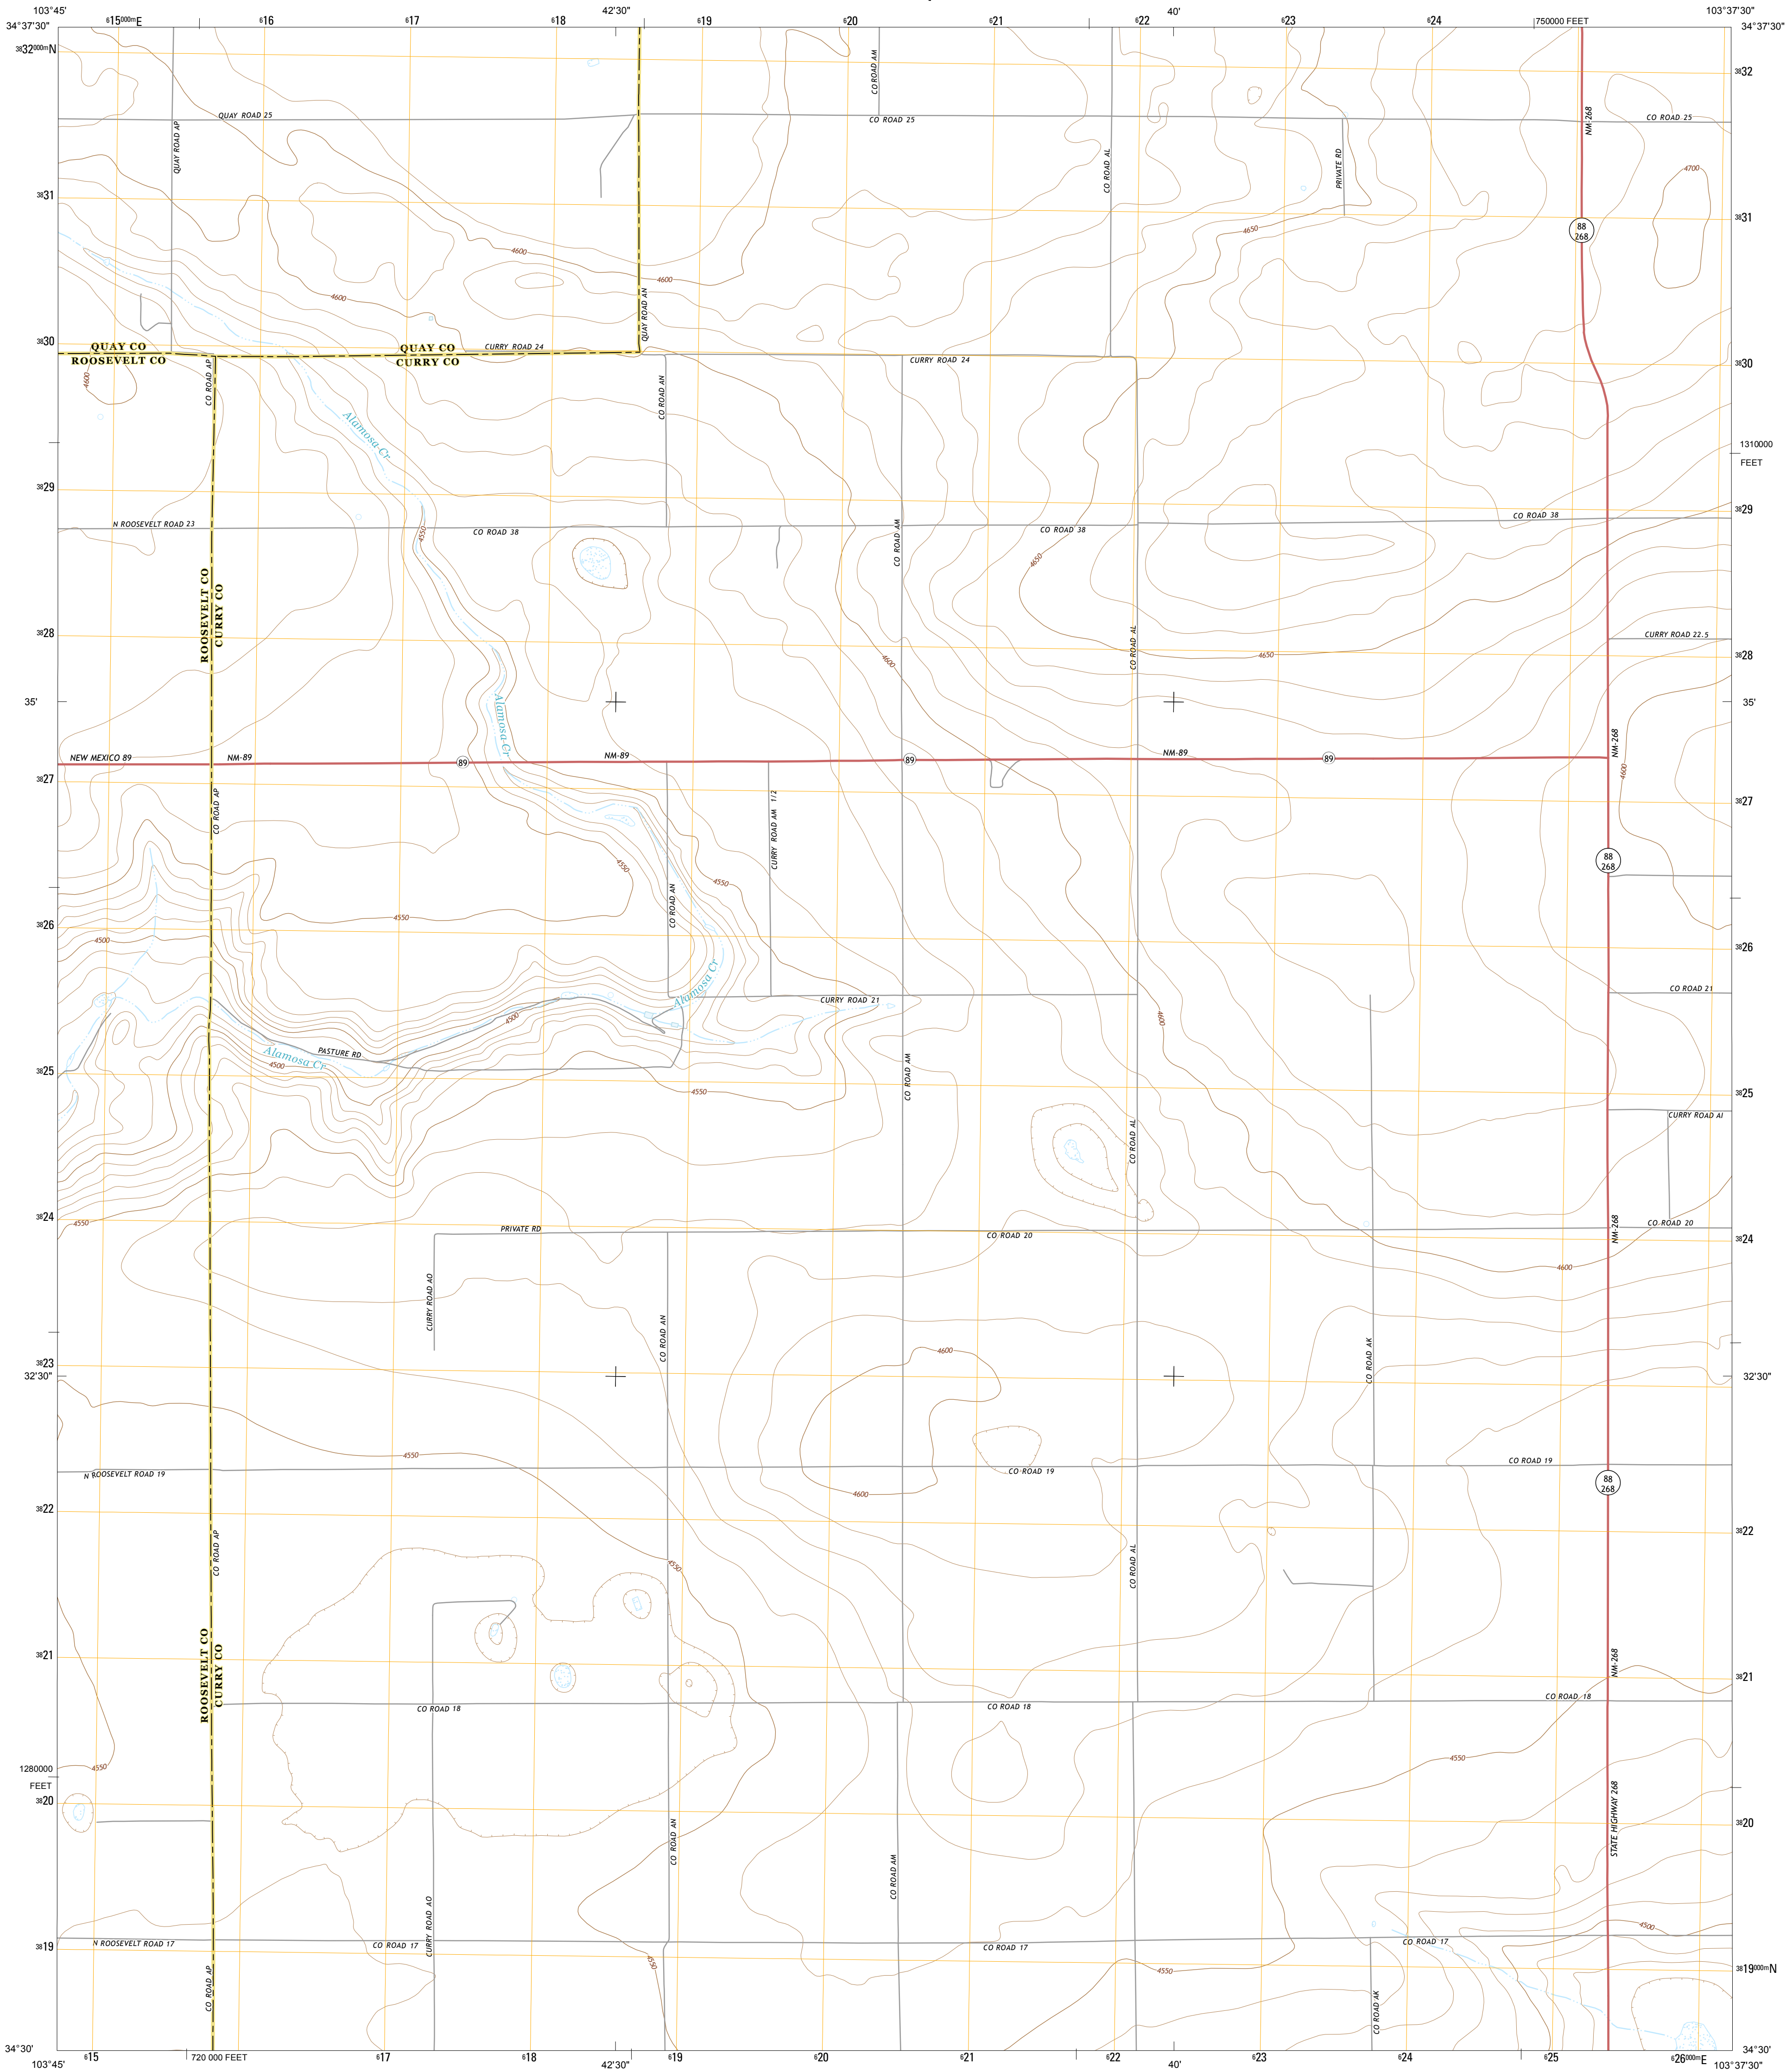 103°45'
⁶15⁰⁰⁰ᵐE
⁶16
⁶17
⁶18
42'30"
⁶19
⁶20
⁶21
40'
⁶22
⁶23
⁶24
750000 FEET
103°37'30"
34°37'30"
34°37'30"
³⁸32⁰⁰⁰ᵐN
³⁸32
CO ROAD AM
NM-268
QUAY ROAD 25
CO ROAD 25
CO ROAD 25
QUAY ROAD AP
CO ROAD AL
PRIVATE RD
4700
³⁸31
³⁸31
88
268
4650
4600
4600
4600
QUAY ROAD AN
³⁸30
QUAY CO
ROOSEVELT CO
QUAY CO
CURRY CO
CURRY ROAD 24
CURRY ROAD 24
³⁸30
4600
CO ROAD AP
CO ROAD AN
Alamosa Cr
1310000
FEET
³⁸29
³⁸29
N ROOSEVELT ROAD 23
CO ROAD 38
CO ROAD 38
CO ROAD 38
4550
CO ROAD AM
4650
ROOSEVELT CO
CURRY CO
³⁸28
CO ROAD AL
CURRY ROAD 22.5
4600
4650
³⁸28
35'
35'
Alamosa Cr
NM-268
NEW MEXICO 89
NM-89
89
NM-89
89
NM-89
89
4600
³⁸27
³⁸27
CO ROAD AP
CURRY ROAD AM 1/2
4550
4550
88
268
CO ROAD AN
4550
³⁸26
4500
³⁸26
Alamosa Cr
CURRY ROAD 21
CO ROAD 21
4500
4600
PASTURE RD
Alamosa Cr
4500
³⁸25
4550
CO ROAD AM
³⁸25
CURRY ROAD AI
CO ROAD AL
³⁸24
4550
PRIVATE RD
CO ROAD 20
CO ROAD 20
NM-268
³⁸24
4600
CURRY ROAD AO
CO ROAD AN
CO ROAD AK
4600
³⁸23
32'30"
32'30"
4550
N ROOSEVELT ROAD 19
CO ROAD 19
CO ROAD 19
4600
88
268
³⁸22
³⁸22
CO ROAD AP
4550
CO ROAD AL
ROOSEVELT CO
CURRY CO
³⁸21
NM-268
³⁸21
CO ROAD 18
CO ROAD 18
CO ROAD 18
4550
4550
1280000
FEET
³⁸20
STATE HIGHWAY 268
³⁸20
CO ROAD AN
CO ROAD AM
CURRY ROAD AO
4500
³⁸19
N ROOSEVELT ROAD 17
CO ROAD 17
CO ROAD 17
CO ROAD 17
4550
4550
³⁸19⁰⁰⁰ᵐN
CO ROAD AP
CO ROAD AK
34°30'
34°30'
103°45'
⁶15
720 000 FEET
⁶17
⁶18
42'30"
⁶19
⁶20
⁶21
⁶22
40'
⁶23
⁶24
⁶25
⁶26⁰⁰⁰ᵐE
103°37'30"